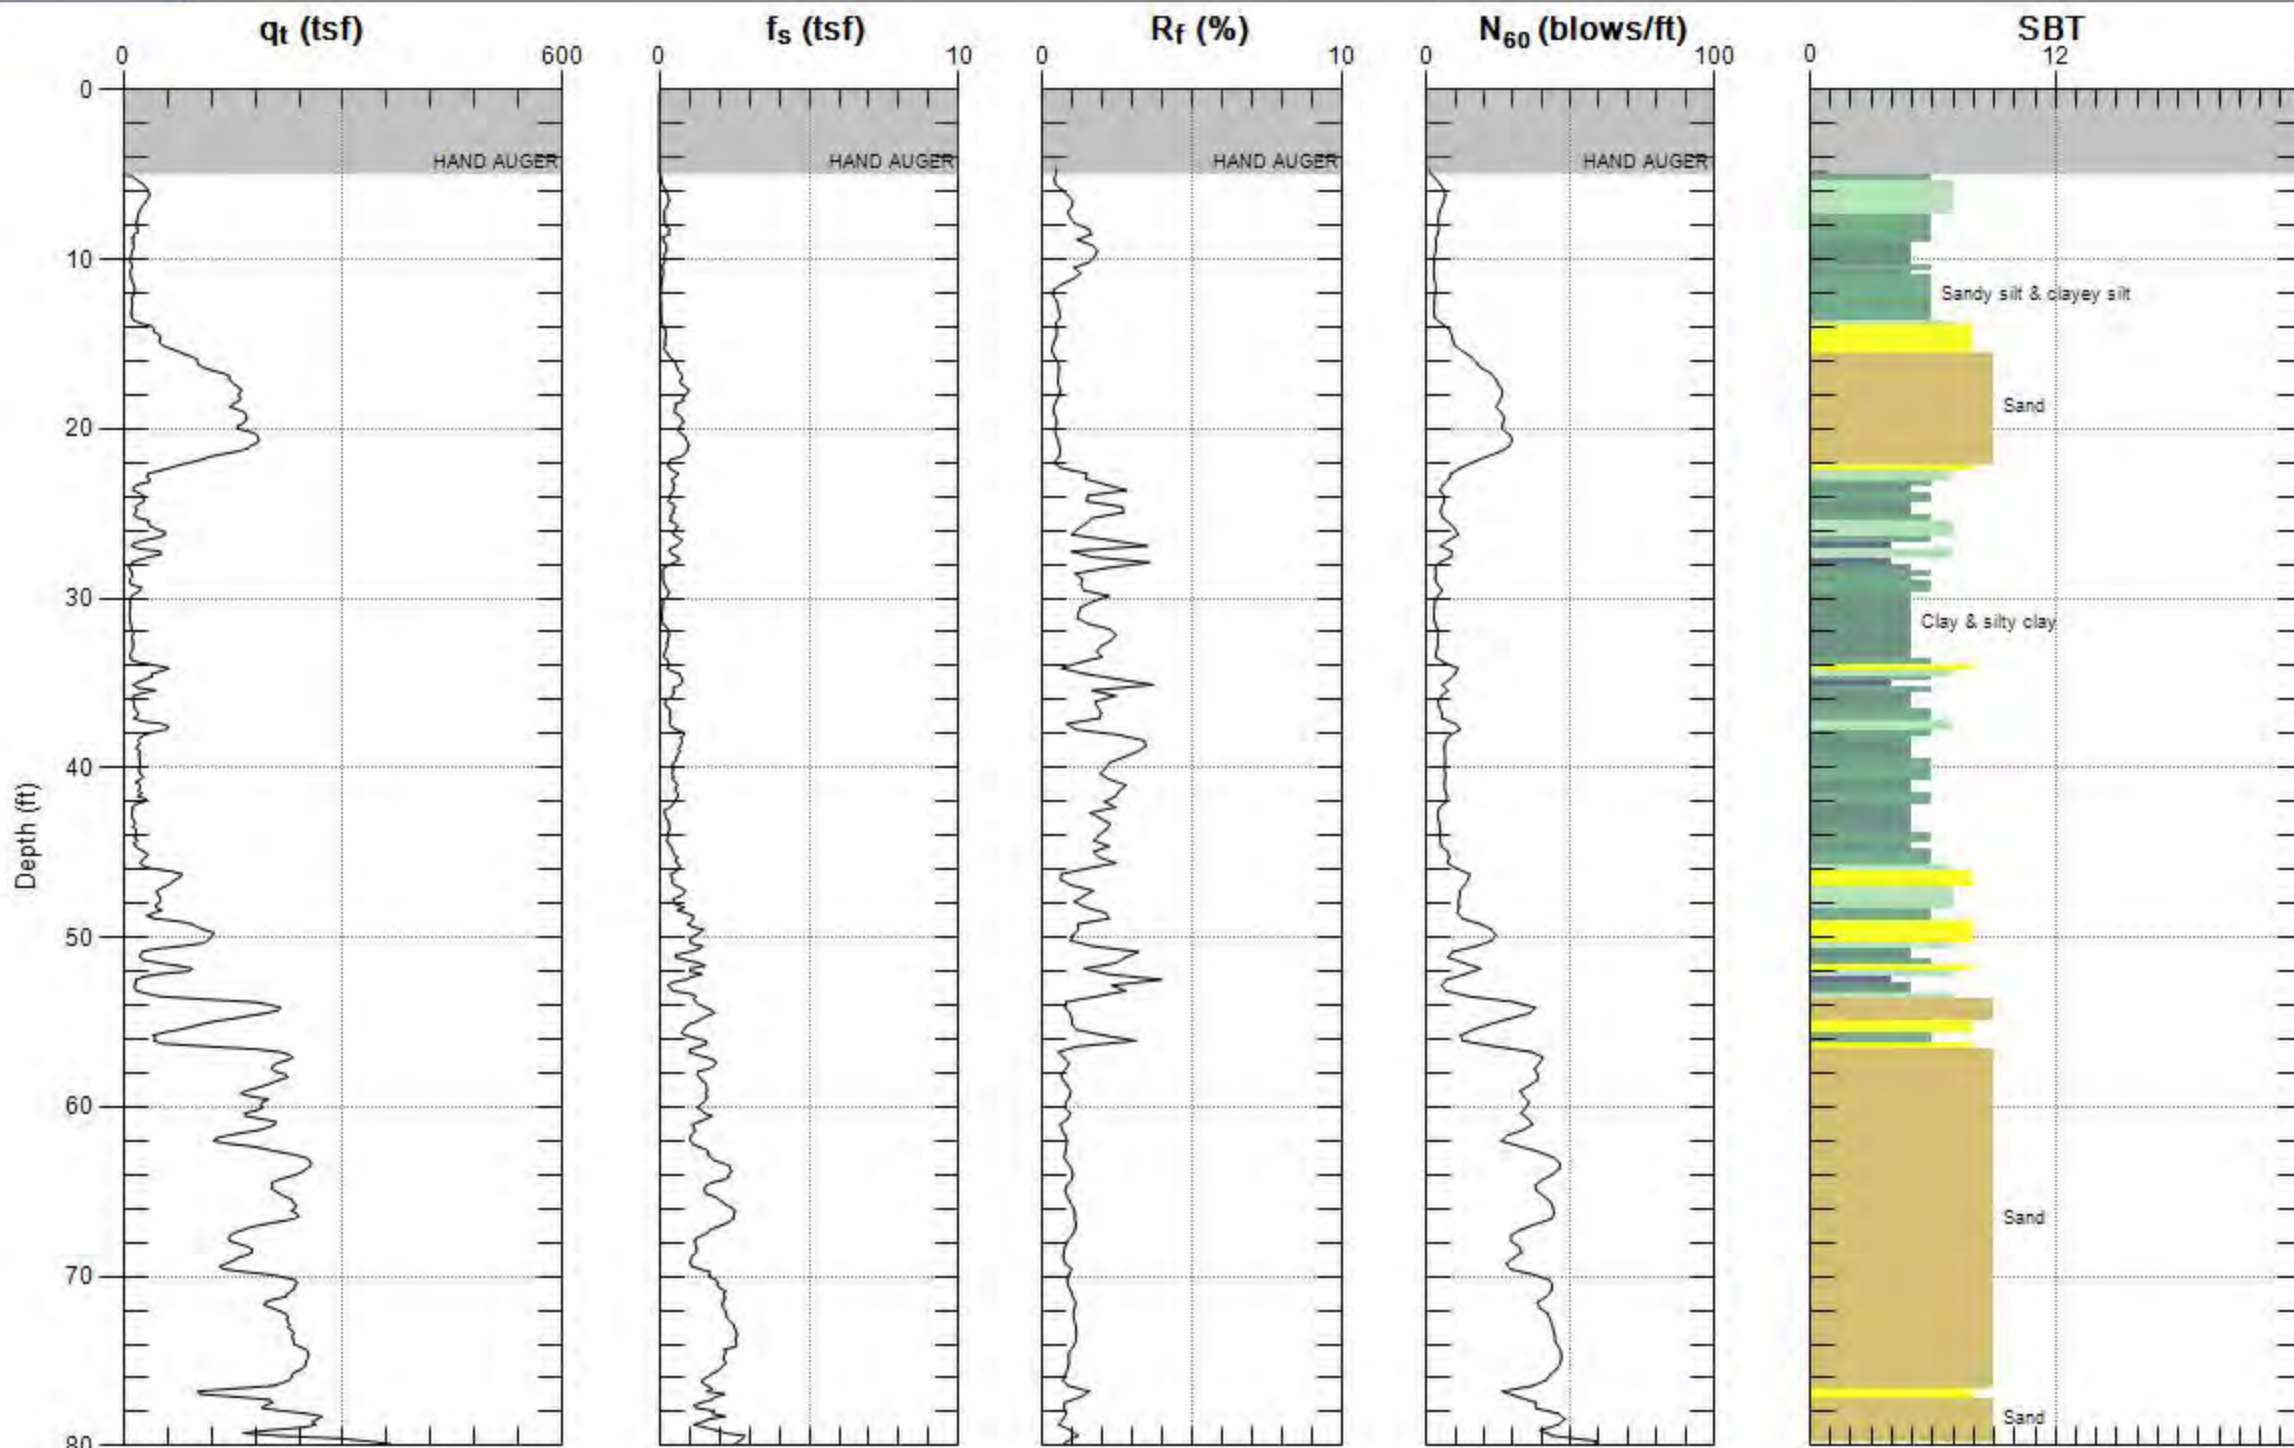 qt (tsf) fs (tsf) Rf (%) N60 (blows/ft) SBT
0 600 0 10 0 10 0 100 0 12
0
HAND AUGER HAND AUGER HAND AUGER HAND AUGER
10
Sandy silt & clayey silt
Sand
20
30
Clay & silty clay
40
Depth (ft)
50
60
Sand
70
Sand
80